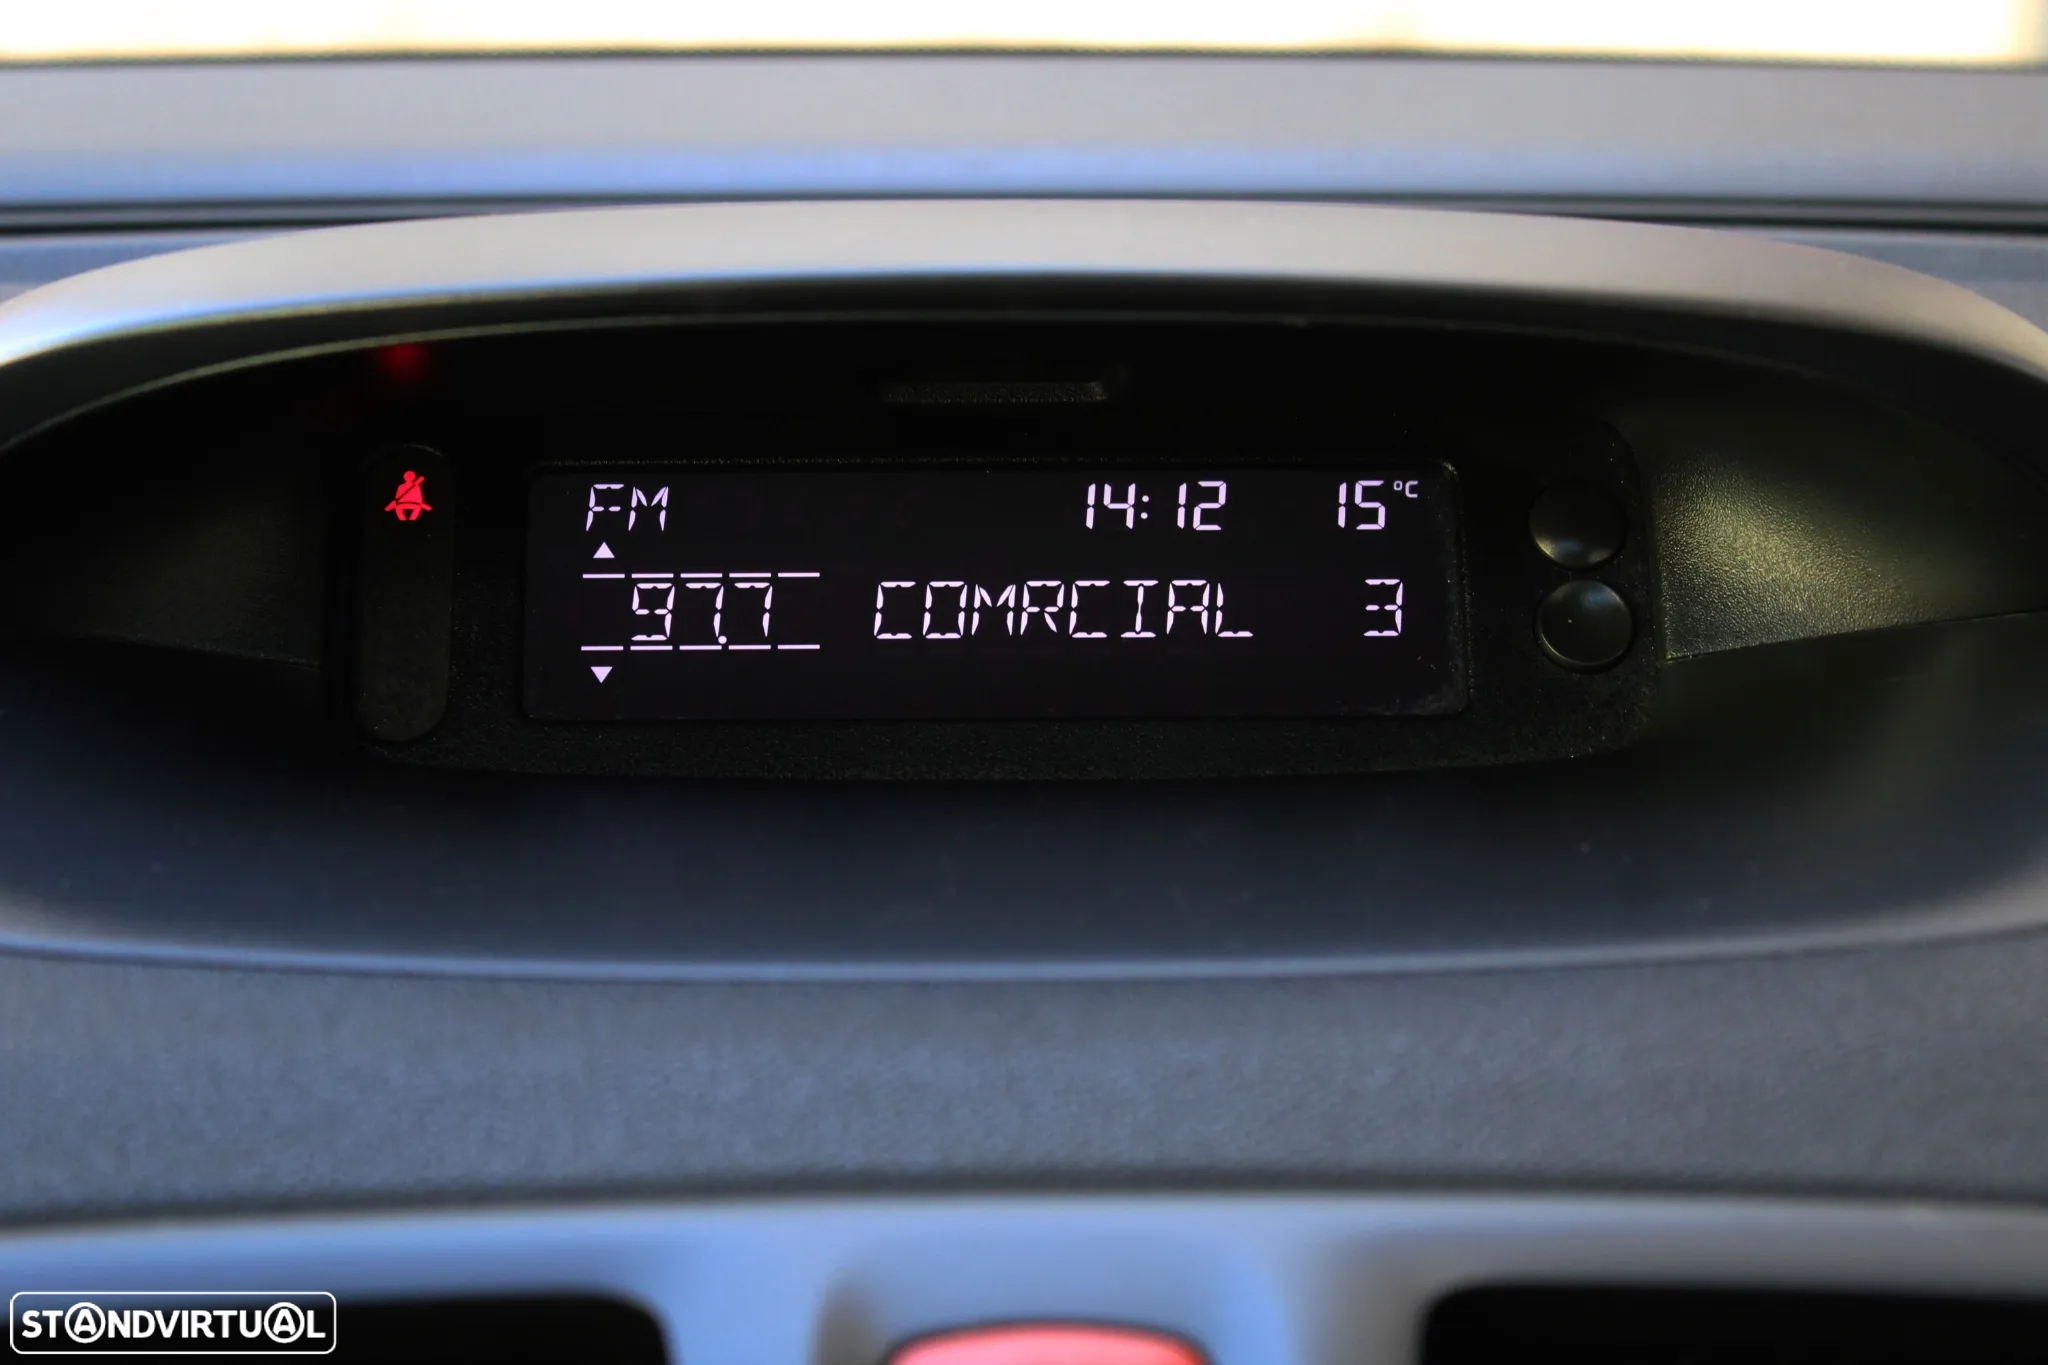 FM 14:12 15°C
97.7 COMRCIAL 3
STANDVIRTUAL